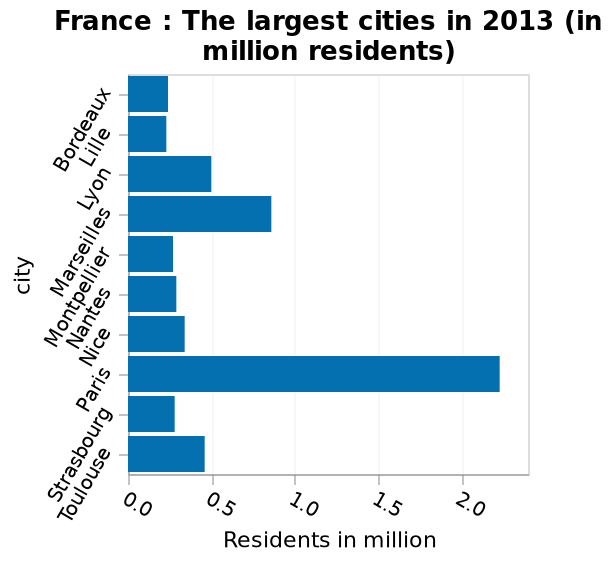 France : The largest cities in 2013 (in
million residents)
Bordeaux
Lille
Lyon
Marseilles
Montpellier
Nantes
Nice
Paris
Strasbourg
Toulouse
city
0.0
0.5
1.0
1.5
2.0
Residents in million